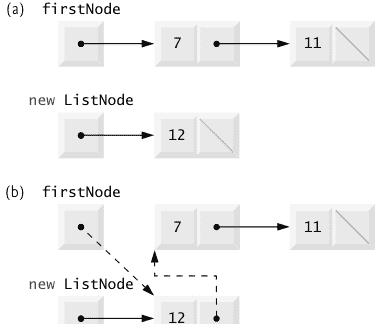 (a) firstNode
7 11
new ListNode
12
(b) firstNode
7 11
new ListNode
12